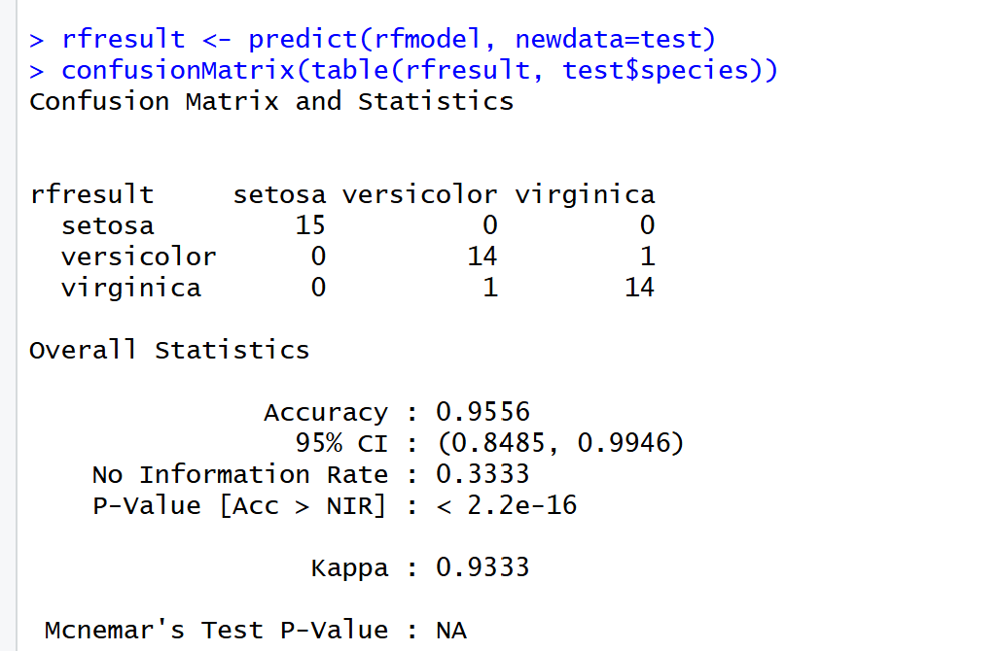 > rfresult <- predict(rfmodel, newdata=test)
> confusionMatrix(table(rfresult, test$species))
Confusion Matrix and Statistics
rfresult     setosa versicolor virginica
  setosa         15          0         0
  versicolor      0         14         1
  virginica       0          1        14
Overall Statistics
               Accuracy : 0.9556
                 95% CI : (0.8485, 0.9946)
    No Information Rate : 0.3333
    P-Value [Acc > NIR] : < 2.2e-16
                  Kappa : 0.9333
 Mcnemar's Test P-Value : NA